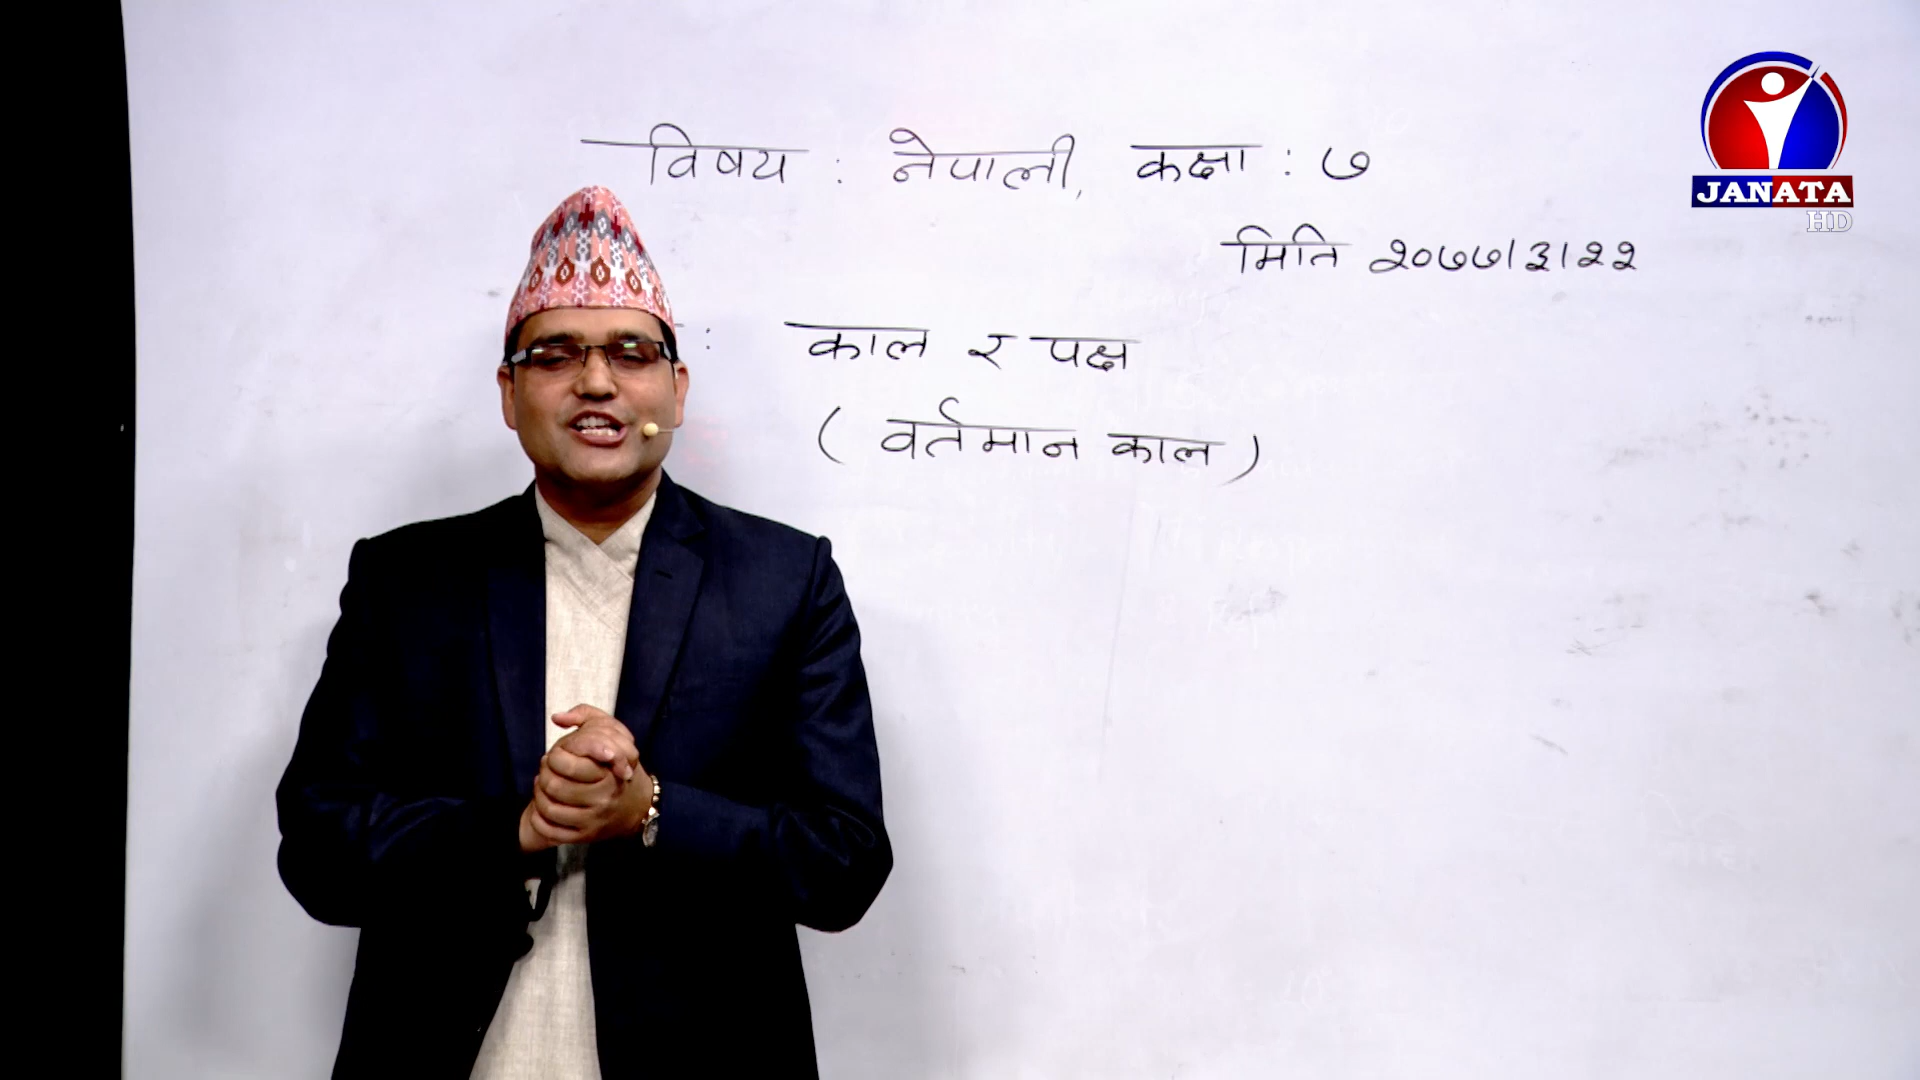 विषय : नेपाली, कक्षा : ७
मिति २०७७।३।२२
: काल र पक्ष
( वर्तमान काल )
JANATA
HD